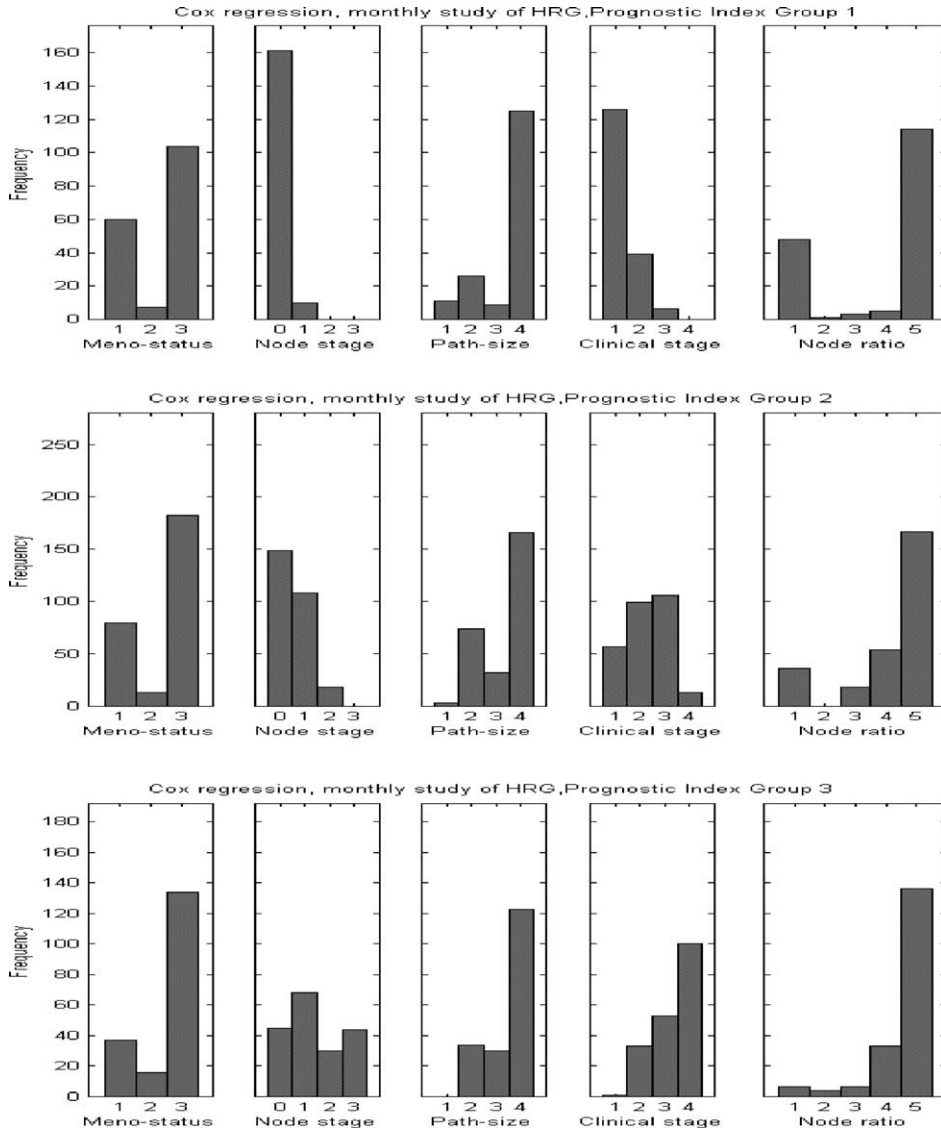 Cox regression, monthly study of HRG,Prognostic Index Group 1
Frequency
160
140
120
100
80
60
40
20
0
1 2 3
0 1 2 3
1 2 3 4
1 2 3 4
1 2 3 4 5
Meno-status
Node stage
Path-size
Clinical stage
Node ratio
Cox regression, monthly study of HRG,Prognostic Index Group 2
Frequency
250
200
150
100
50
0
1 2 3
0 1 2 3
1 2 3 4
1 2 3 4
1 2 3 4 5
Meno-status
Node stage
Path-size
Clinical stage
Node ratio
Cox regression, monthly study of HRG,Prognostic Index Group 3
Frequency
180
160
140
120
100
80
60
40
20
0
1 2 3
0 1 2 3
1 2 3 4
1 2 3 4
1 2 3 4 5
Meno-status
Node stage
Path-size
Clinical stage
Node ratio